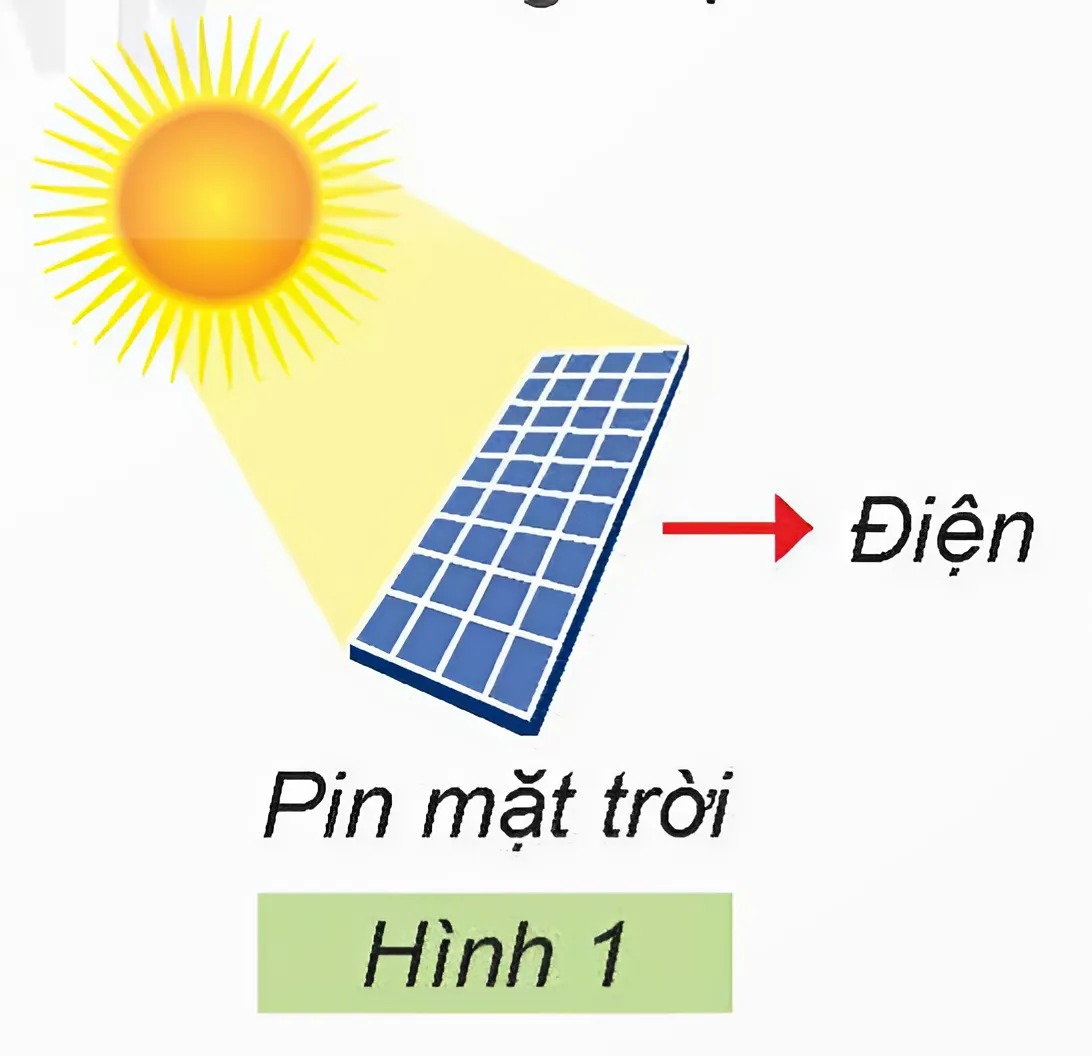 Điện
Pin mặt trời
Hình 1